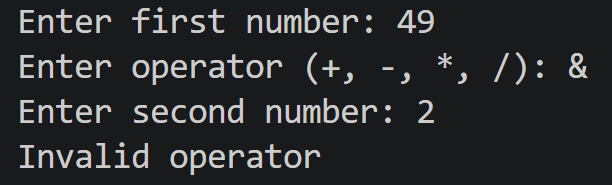 Enter first number: 49
Enter operator (+, -, *, /): &
Enter second number: 2
Invalid operator